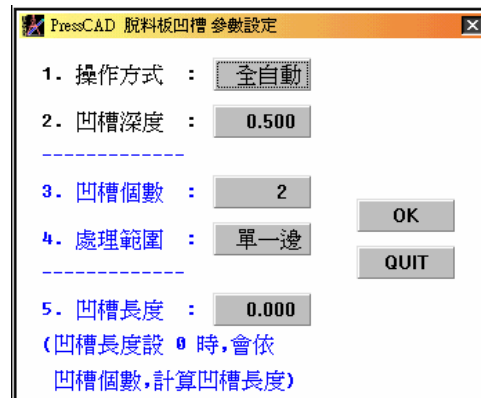 PressCAD 脫料板凹槽參數設定
1. 操作方式 : 全自動
2. 凹槽深度 : 0.500
-------------
3. 凹槽個數 : 2
OK
4. 處理範圍 : 單一邊
QUIT
-------------
5. 凹槽長度 : 0.000
(凹槽長度設 0 時,會依
凹槽個數,計算凹槽長度)